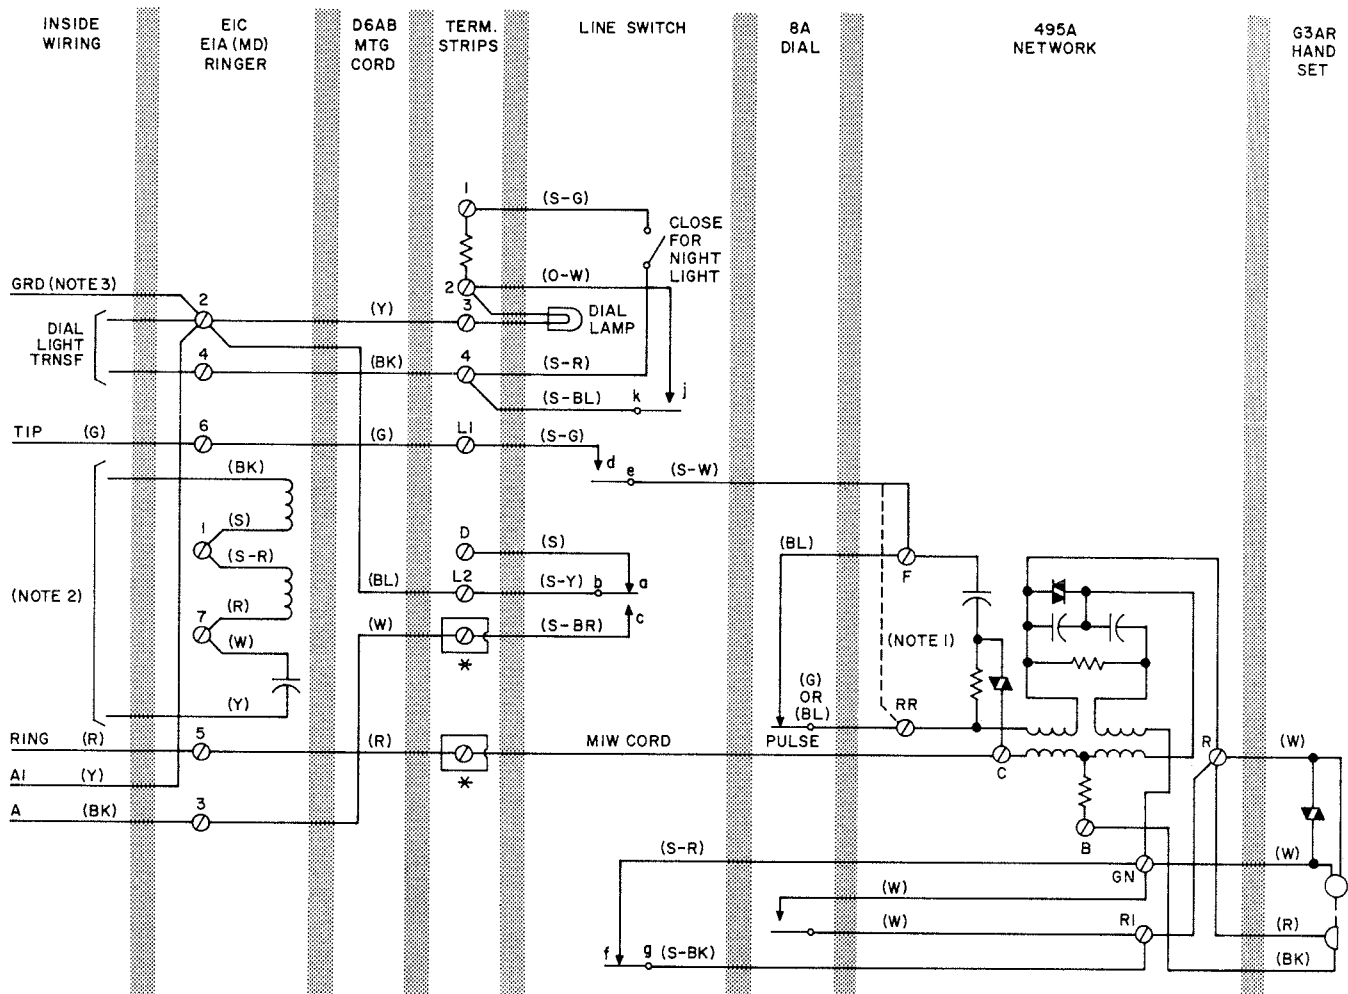 INSIDE
WIRING
EIC
EIA (MD)
RINGER
D6AB
MTG
CORD
TERM.
STRIPS
LINE SWITCH
8A
DIAL
495A
NETWORK
G3AR
HAND
SET
1
(S-G)
CLOSE
FOR
NIGHT
LIGHT
GRD (NOTE 3)
2
(Y)
2
3
(O-W)
DIAL
LAMP
DIAL
LIGHT
TRNSF
4
(BK)
4
(S-R)
(S-BL)
k
j
TIP
(G)
6
(G)
L1
(S-G)
d
e
(S-W)
(BK)
(S)
1
(S-R)
D
(S)
(BL)
F
(NOTE 2)
(BL)
L2
(S-Y)
b
a
(R)
7
(W)
(W)
(S-BR)
c
*
(NOTE 1)
(Y)
(G)
OR
(BL)
RR
PULSE
RING
(R)
5
(R)
*
MIW CORD
C
R
(W)
A1
(Y)
A
(BK)
3
B
(S-R)
GN
(W)
(W)
(W)
R1
(R)
f
g
(S-BK)
(BK)